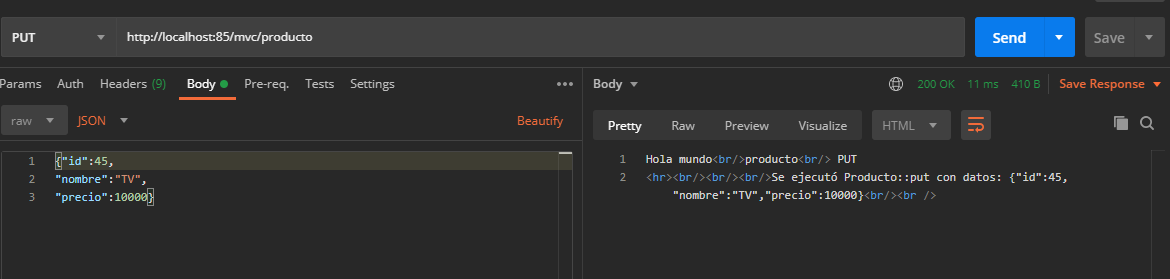 PUT http://localhost:85/mvc/producto Send Save
Params Auth Headers (9) Body Pre-req. Tests Settings ••• Body 200 OK 11 ms 410 B Save Response
raw JSON Beautify
Pretty Raw Preview Visualize HTML
1 {"id":45,
2 "nombre":"TV",
3 "precio":10000}
1 Hola mundo<br/>producto<br/> PUT
2 <hr><br/><br/><br/>Se ejecutó Producto::put con datos: {"id":45,
"nombre":"TV","precio":10000}<br/><br />